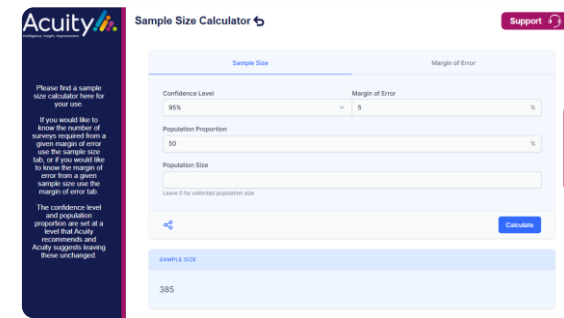 Acuity
intelligence. insight. improvement.
Sample Size Calculator
Support
Please find a sample
size calculator here for
your use.
If you would like to
know the number of
surveys required from a
given margin of error
use the sample size
tab, or if you would like
to know the margin of
error from a given
sample size use the
margin of error tab.
The confidence level
and population
proportion are set at a
level that Acuity
recommends and
Acuity suggests leaving
these unchanged.
Sample Size
Margin of Error
Confidence Level
Margin of Error
95%
5
%
Population Proportion
50
%
Population Size
Leave 0 for unlimited population size
Calculate
SAMPLE SIZE
385